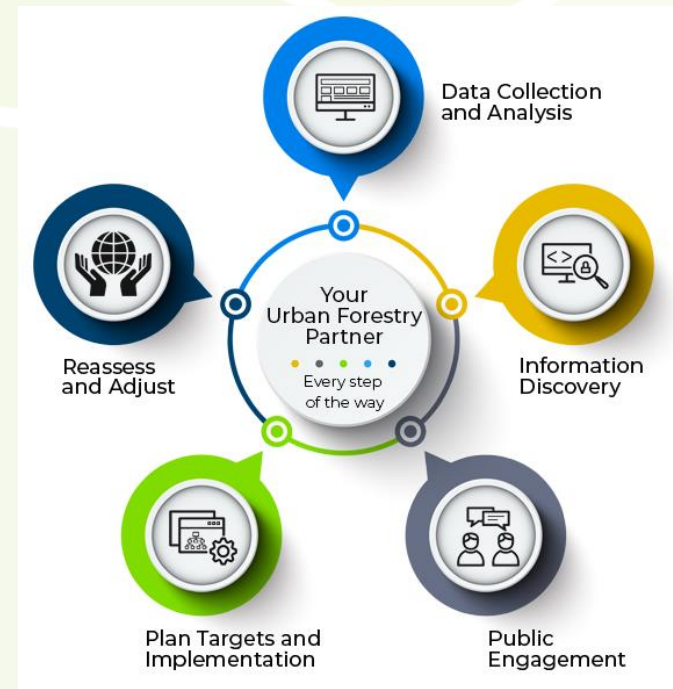 Data Collection
and Analysis
Your
Urban Forestry
Partner
Every step
of the way
Information
Discovery
Public
Engagement
Plan Targets and
Implementation
Reassess
and Adjust